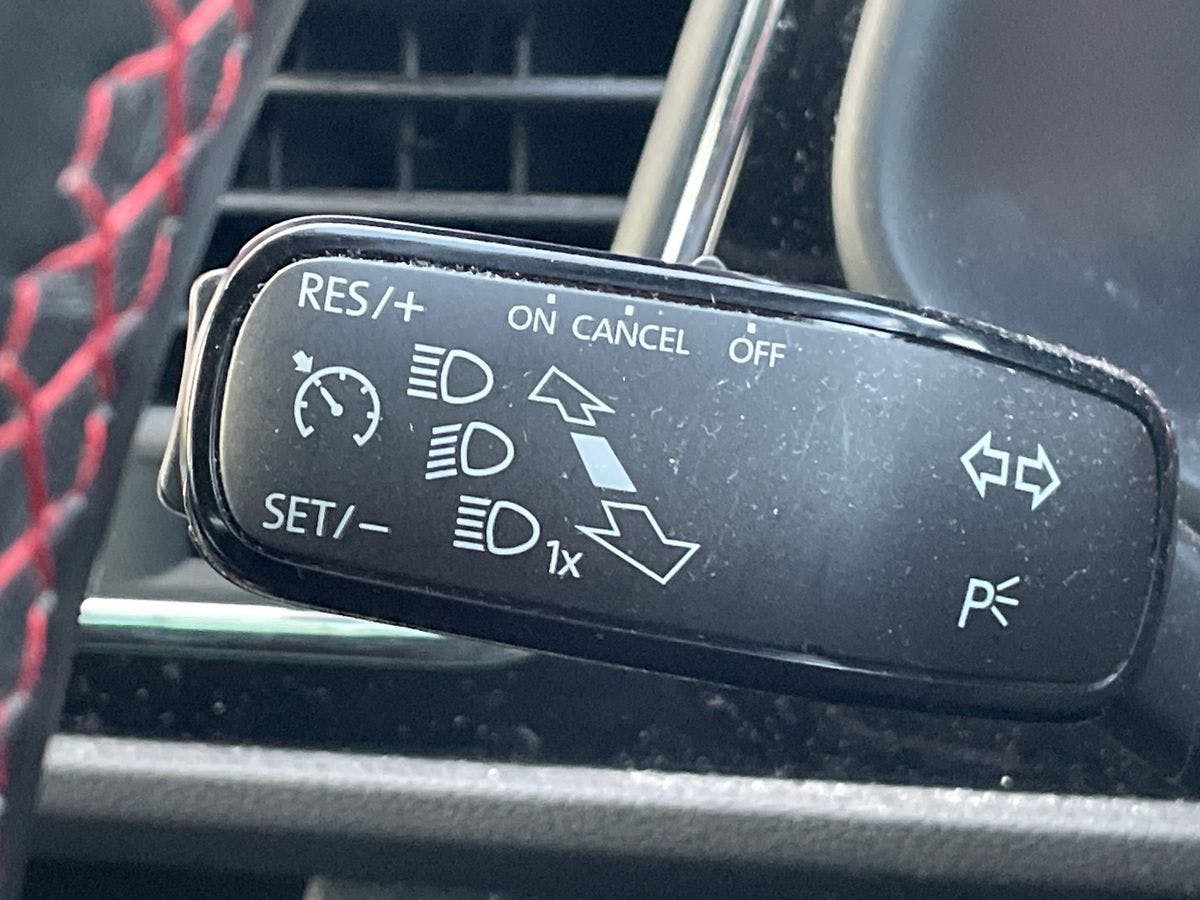 RES/+
ON CANCEL OFF
SET/−
1x
P